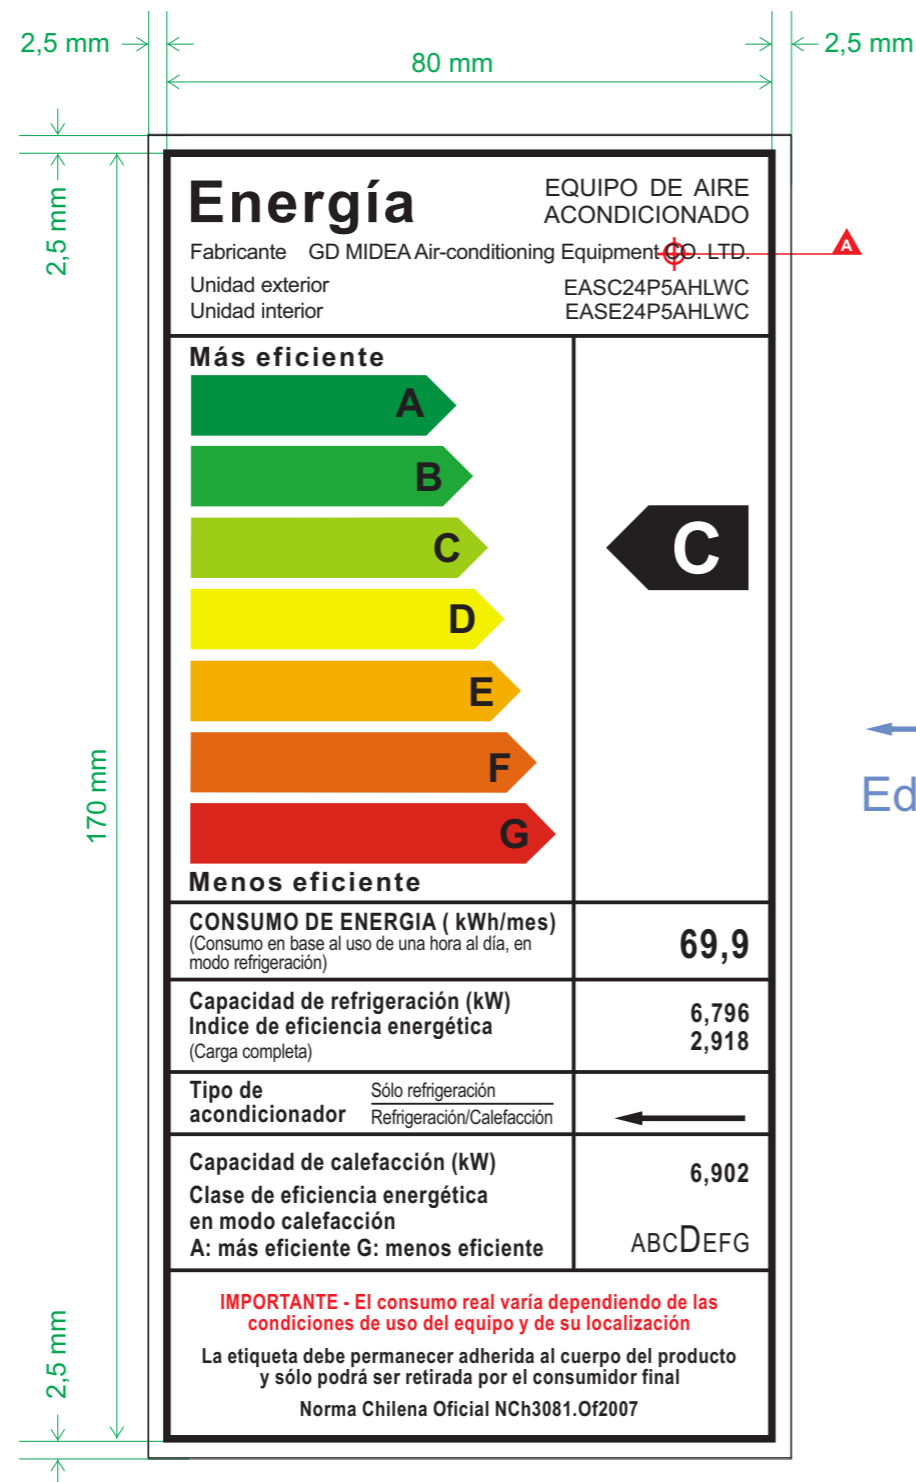 2,5 mm
80 mm
2,5 mm
2,5 mm
Energía
EQUIPO DE AIRE
ACONDICIONADO
Fabricante GD MIDEA Air-conditioning Equipment CO. LTD.
A
Unidad exterior EASC24P5AHLWC
Unidad interior EASE24P5AHLWC
Más eficiente
A
B
C
C
D
E
F
G
Menos eficiente
170 mm
Ed
CONSUMO DE ENERGIA ( kWh/mes)
(Consumo en base al uso de una hora al día, en
modo refrigeración)
69,9
Capacidad de refrigeración (kW) 6,796
Indice de eficiencia energética 2,918
(Carga completa)
Tipo de
acondicionador
Sólo refrigeración
Refrigeración/Calefacción
Capacidad de calefacción (kW) 6,902
Clase de eficiencia energética
en modo calefacción
A: más eficiente G: menos eficiente ABCDEFG
IMPORTANTE - El consumo real varía dependiendo de las
condiciones de uso del equipo y de su localización
La etiqueta debe permanecer adherida al cuerpo del producto
y sólo podrá ser retirada por el consumidor final
Norma Chilena Oficial NCh3081.Of2007
2,5 mm